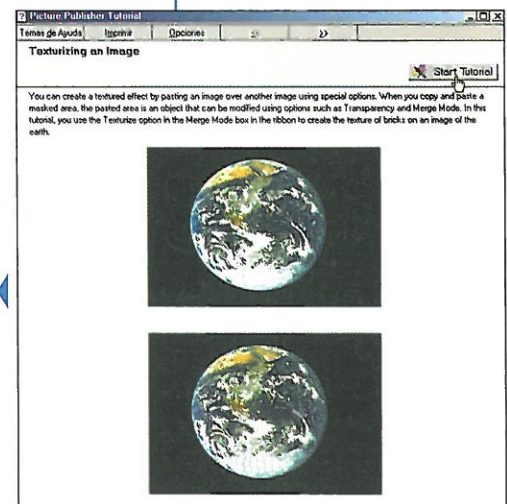 Picture Publisher Tutorial
Temas de Ayuda Imprimir Opciones << >>
Texturizing an Image
Start Tutorial
You can create a textured effect by pasting an image over another image using special options. When you copy and paste a
masked area, the pasted area is an object that can be modified using options such as Transparency and Merge Mode. In this
tutorial, you use the Texturize option in the Merge Mode box in the ribbon to create the texture of bricks on an image of the
earth.